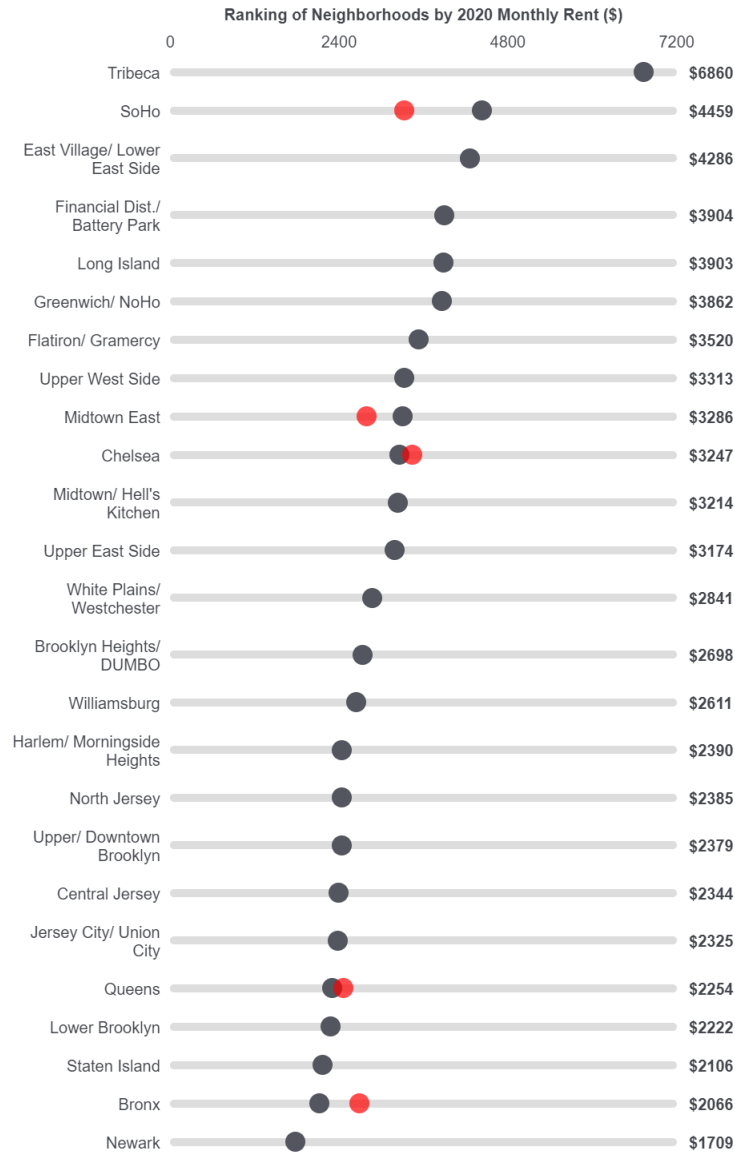 Ranking of Neighborhoods by 2020 Monthly Rent ($)
0 2400 4800 7200
Tribeca $6860
SoHo $4459
East Village/ Lower
East Side $4286
Financial Dist./
Battery Park $3904
Long Island $3903
Greenwich/ NoHo $3862
Flatiron/ Gramercy $3520
Upper West Side $3313
Midtown East $3286
Chelsea $3247
Midtown/ Hell's
Kitchen $3214
Upper East Side $3174
White Plains/
Westchester $2841
Brooklyn Heights/
DUMBO $2698
Williamsburg $2611
Harlem/ Morningside
Heights $2390
North Jersey $2385
Upper/ Downtown
Brooklyn $2379
Central Jersey $2344
Jersey City/ Union
City $2325
Queens $2254
Lower Brooklyn $2222
Staten Island $2106
Bronx $2066
Newark $1709